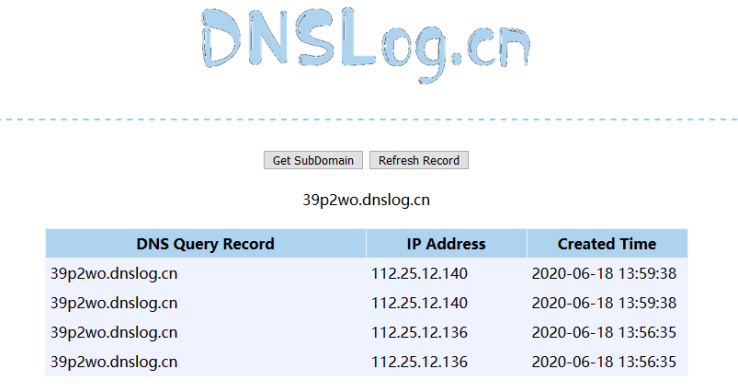 DNSLog.cn
Get SubDomain Refresh Record
39p2wo.dnslog.cn
DNS Query Record IP Address Created Time
39p2wo.dnslog.cn 112.25.12.140 2020-06-18 13:59:38
39p2wo.dnslog.cn 112.25.12.140 2020-06-18 13:59:38
39p2wo.dnslog.cn 112.25.12.136 2020-06-18 13:56:35
39p2wo.dnslog.cn 112.25.12.136 2020-06-18 13:56:35